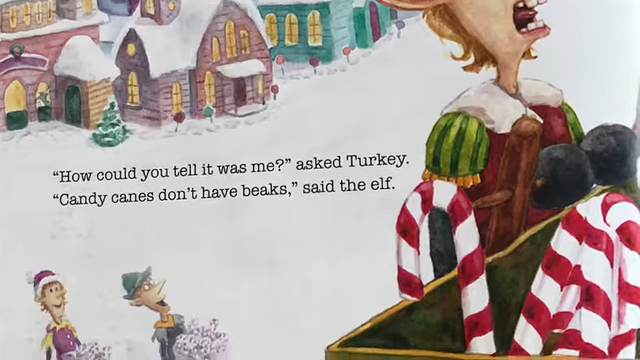 “How could you tell it was me?” asked Turkey.
“Candy canes don’t have beaks,” said the elf.